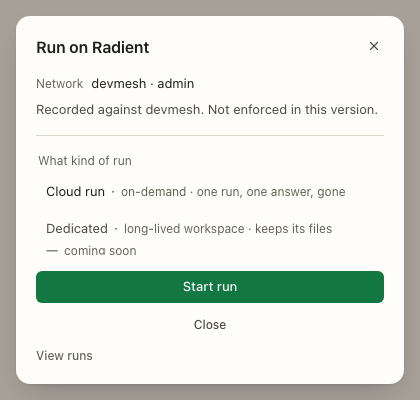 Run on Radient
Network devmesh · admin
Recorded against devmesh. Not enforced in this version.
What kind of run
Cloud run · on-demand · one run, one answer, gone
Dedicated · long-lived workspace · keeps its files
— coming soon
Start run
Close
View runs